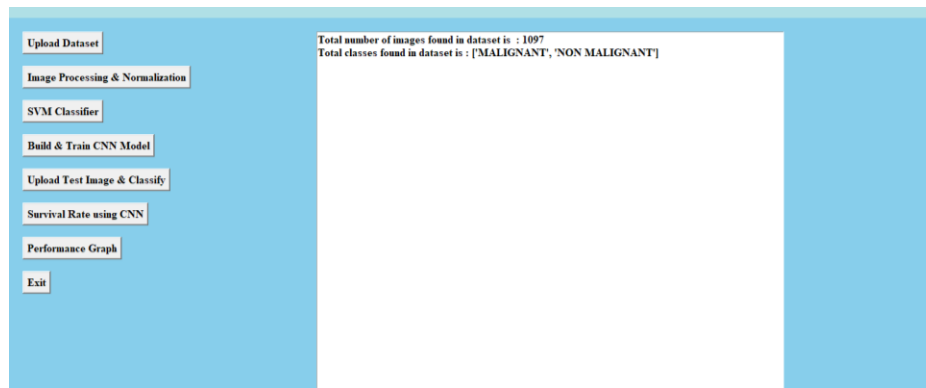 Upload Dataset
Image Processing & Normalization
SVM Classifier
Build & Train CNN Model
Upload Test Image & Classify
Survival Rate using CNN
Performance Graph
Exit
Total number of images found in dataset is : 1097
Total classes found in dataset is : ['MALIGNANT', 'NON MALIGNANT']